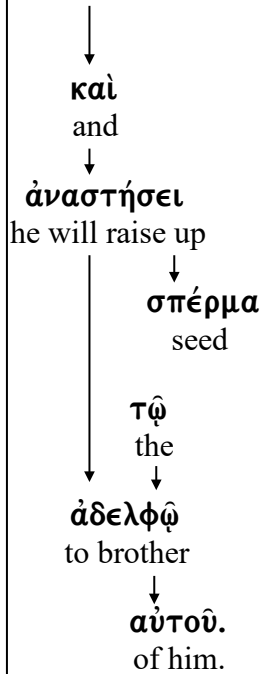 καὶ
and
ἀναστήσει
he will raise up
σπέρμα
seed
τῷ
the
ἀδελφῷ
to brother
αὐτοῦ.
of him.